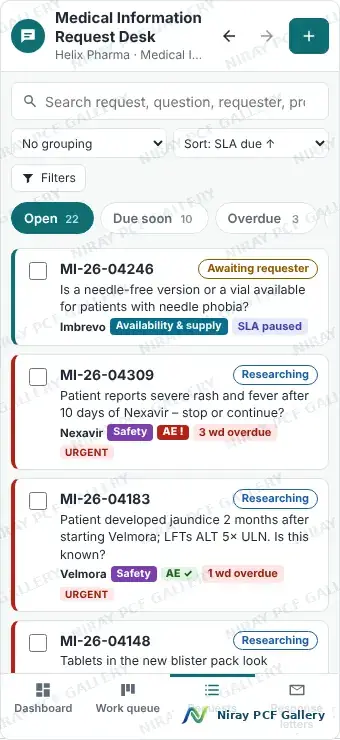 Medical Information
Request Desk
Helix Pharma · Medical I...
Search request, question, requester, pr
No grouping
Sort: SLA due ↑
Filters
Open 22
Due soon 10
Overdue 3
MI-26-04246
Awaiting requester
Is a needle-free version or a vial available
for patients with needle phobia?
Imbrevo Availability & supply SLA paused
MI-26-04309
Researching
Patient reports severe rash and fever after
10 days of Nexavir – stop or continue?
Nexavir Safety AE ! 3 wd overdue
URGENT
MI-26-04183
Researching
Patient developed jaundice 2 months after
starting Velmora; LFTs ALT 5× ULN. Is this
known?
Velmora Safety AE ✓ 1 wd overdue
URGENT
MI-26-04148
Researching
Tablets in the new blister pack look
Dashboard
Work queue
Requests
Response
letters
Niray PCF Gallery
NIRAY PCF GALLERY